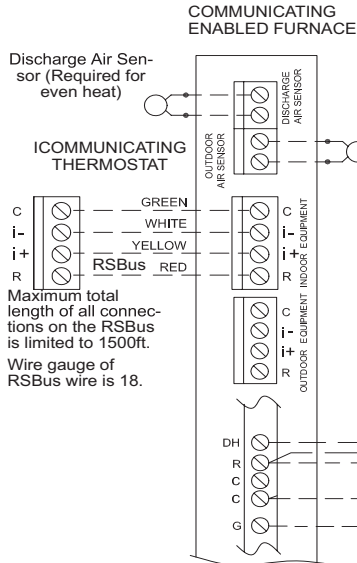 COMMUNICATING
ENABLED FURNACE
Discharge Air Sen-
sor (Required for
even heat)
DISCHARGE
AIR SENSOR
OUTDOOR
AIR SENSOR
ICOMMUNICATING
THERMOSTAT
C
i-
i+
R
GREEN
WHITE
YELLOW
RSBus RED
C
i-
i+
R
INDOOR EQUIPMENT
Maximum total
length of all connec-
tions on the RSBus
is limited to 1500ft.
Wire gauge of
RSBus wire is 18.
C
i-
i+
R
OUTDOOR EQUIPMENT
DH
R
C
C
G